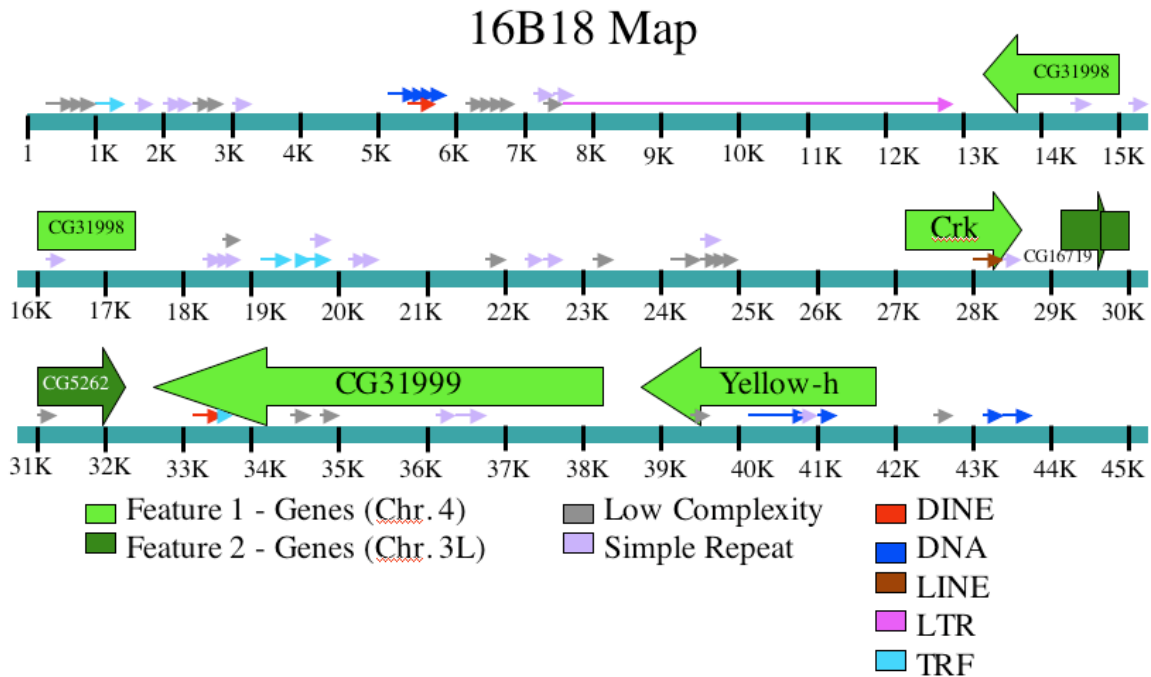 16B18 Map
CG31998
1 1K 2K 3K 4K 5K 6K 7K 8K 9K 10K 11K 12K 13K 14K 15K
CG31998
Crk
CG16719
16K 17K 18K 19K 20K 21K 22K 23K 24K 25K 26K 27K 28K 29K 30K
CG5262
CG31999
Yellow-h
31K 32K 33K 34K 35K 36K 37K 38K 39K 40K 41K 42K 43K 44K 45K
Feature 1 - Genes (Chr. 4)
Feature 2 - Genes (Chr. 3L)
Low Complexity
Simple Repeat
DINE
DNA
LINE
LTR
TRF